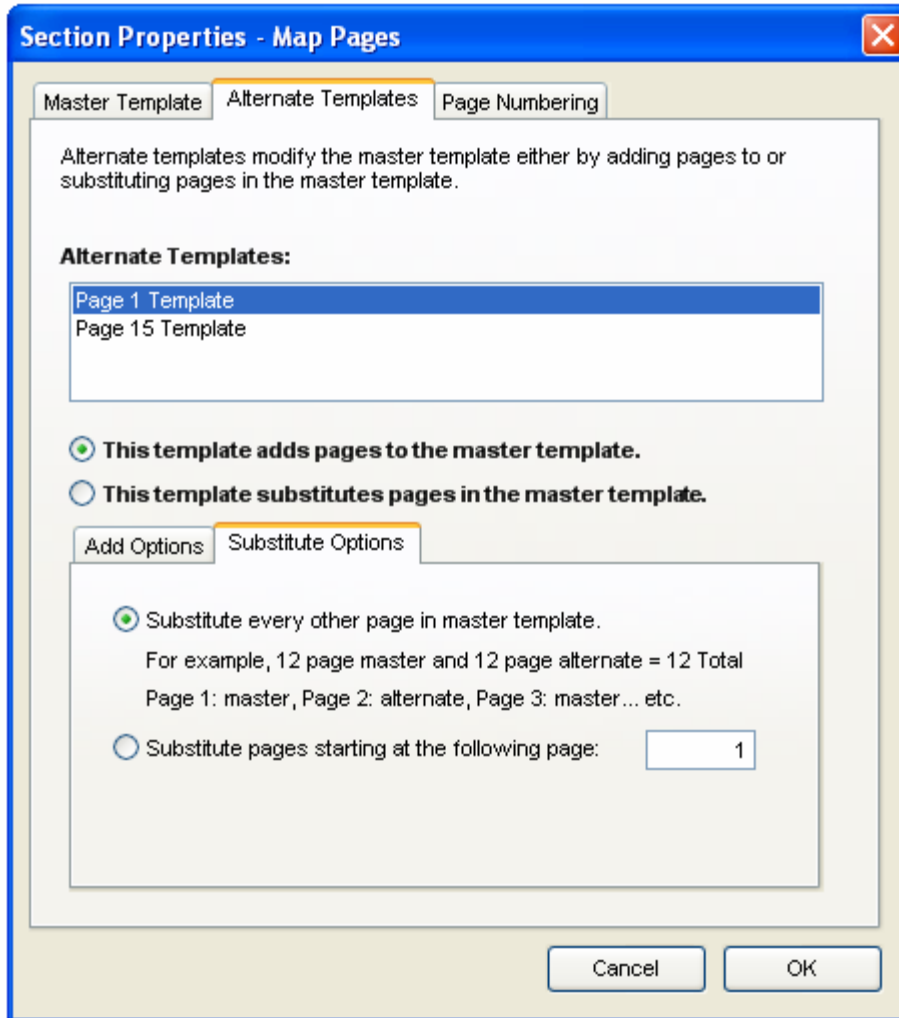 Section Properties - Map Pages
Master Template
Alternate Templates
Page Numbering
Alternate templates modify the master template either by adding pages to or
substituting pages in the master template.
Alternate Templates:
Page 1 Template
Page 15 Template
This template adds pages to the master template.
This template substitutes pages in the master template.
Add Options
Substitute Options
Substitute every other page in master template.
For example, 12 page master and 12 page alternate = 12 Total
Page 1: master, Page 2: alternate, Page 3: master... etc.
Substitute pages starting at the following page:
1
Cancel
OK